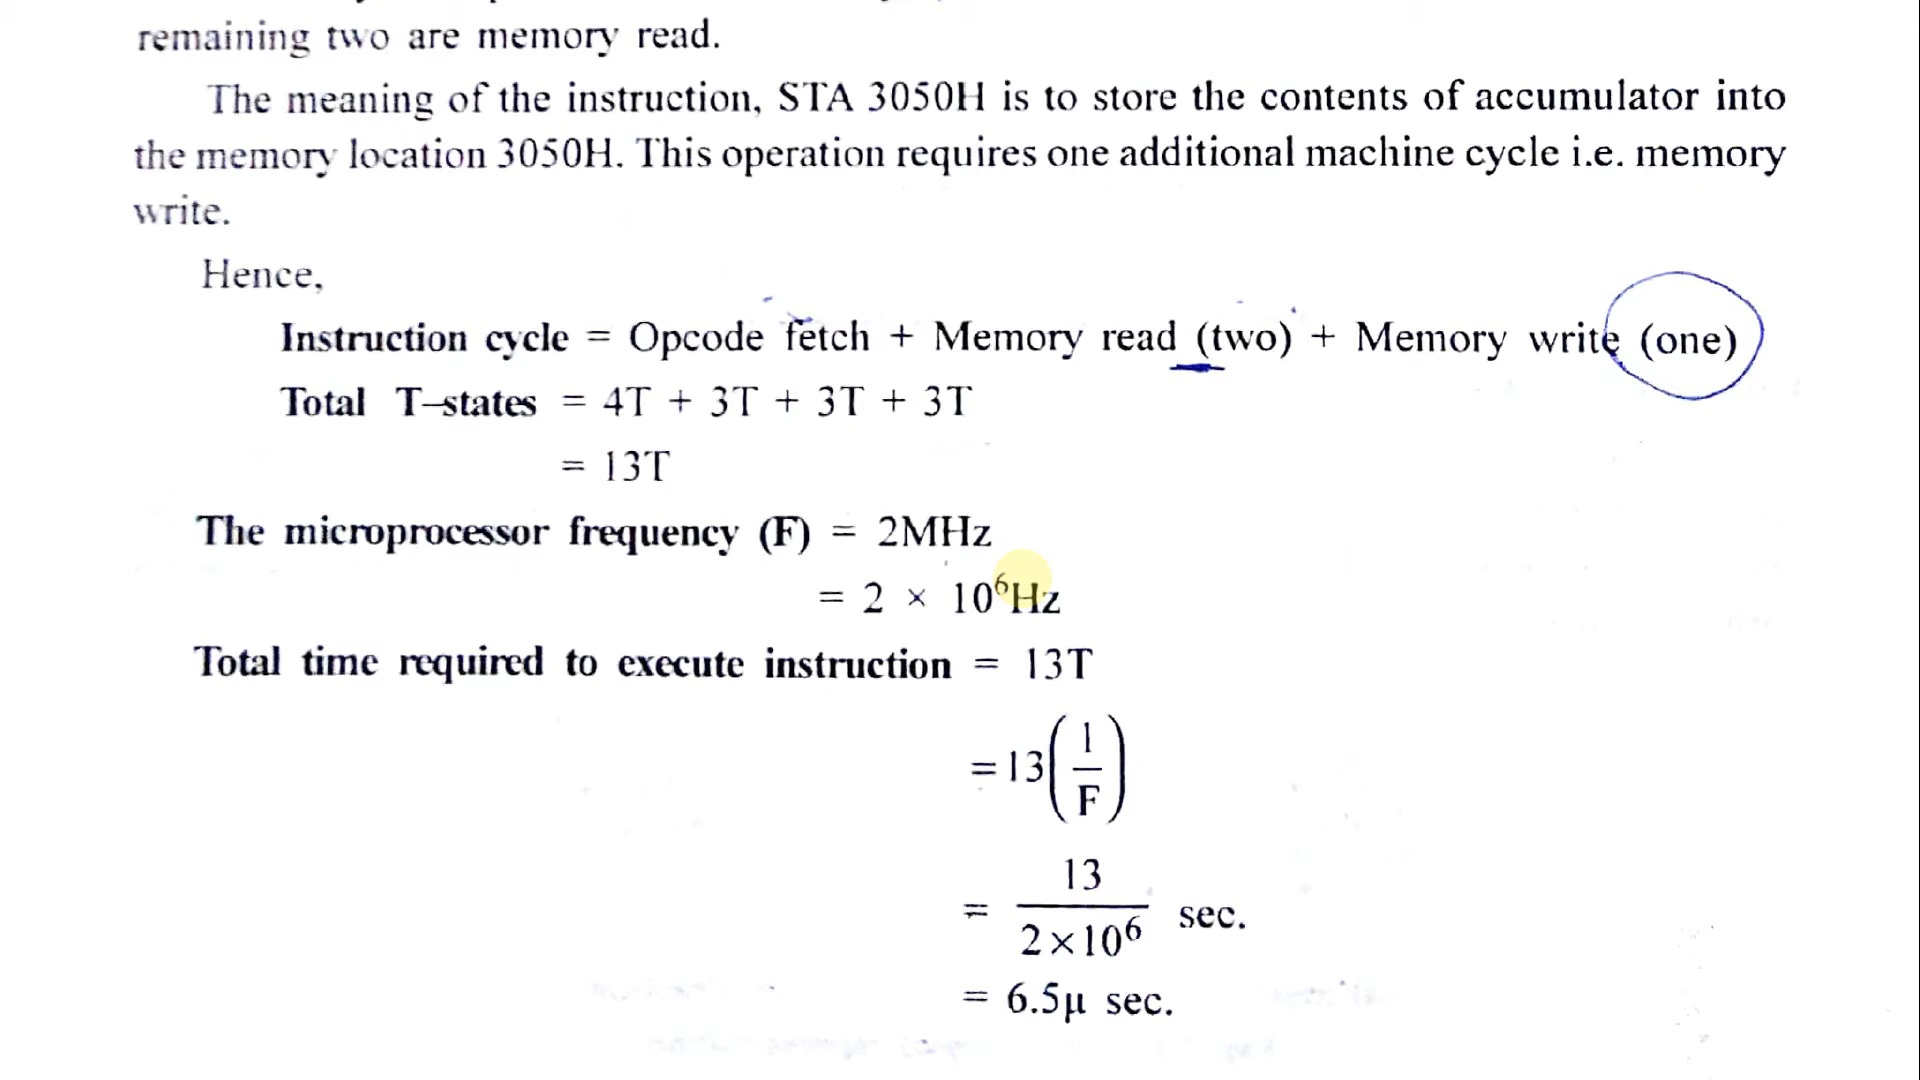 remaining two are memory read.
The meaning of the instruction, STA 3050H is to store the contents of accumulator into
the memory location 3050H. This operation requires one additional machine cycle i.e. memory
write.
Hence,
Instruction cycle = Opcode fetch + Memory read (two) + Memory write (one)
Total T–states = 4T + 3T + 3T + 3T
= 13T
The microprocessor frequency (F) = 2MHz
= 2 × 10⁶Hz
Total time required to execute instruction = 13T
= 13(1/F)
= 13/(2×10⁶) sec.
= 6.5μ sec.